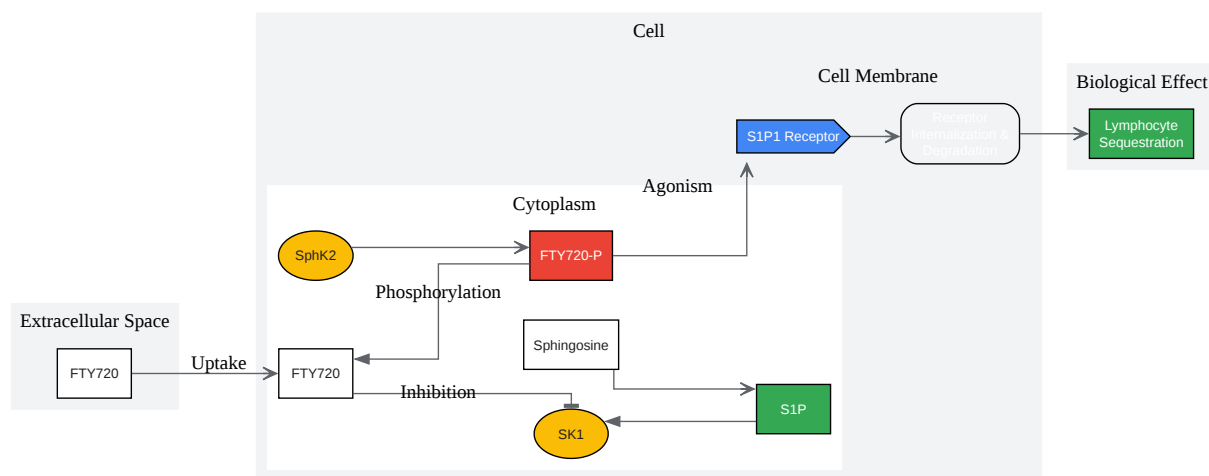 Cell
Cell Membrane
Biological Effect
S1P1 Receptor
Receptor
Internalization &
Degradation
Lymphocyte
Sequestration
Agonism
Cytoplasm
SphK2
FTY720-P
Phosphorylation
Extracellular Space
Sphingosine
Uptake
FTY720
FTY720
Inhibition
S1P
SK1